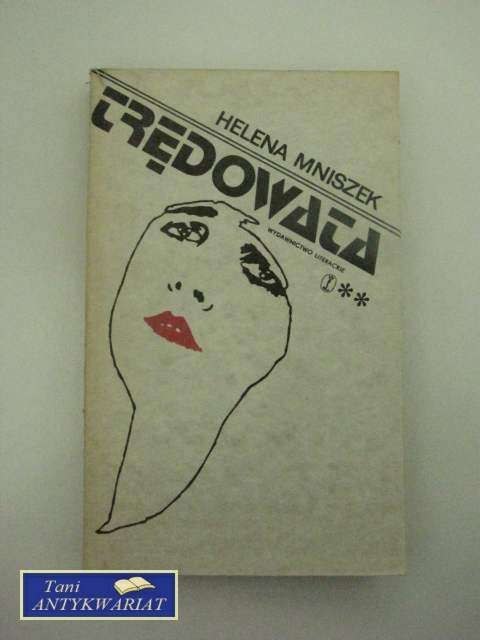 HELENA MNISZEK
TRĘDOWATA
WYDAWNICTWO LITERACKIE
**
Tani
ANTYKWARIAT